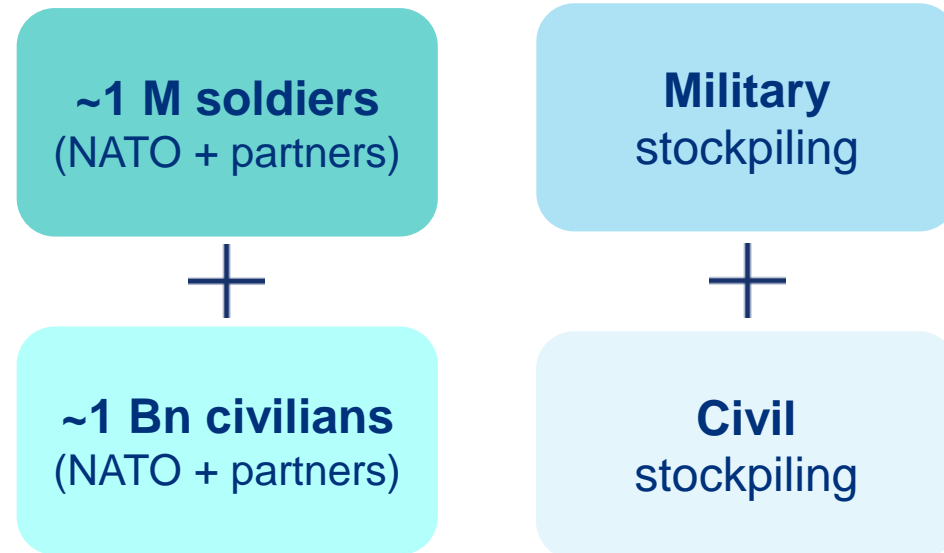 ~1 M soldiers
(NATO + partners)
+
~1 Bn civilians
(NATO + partners)
Military
stockpiling
+
Civil
stockpiling